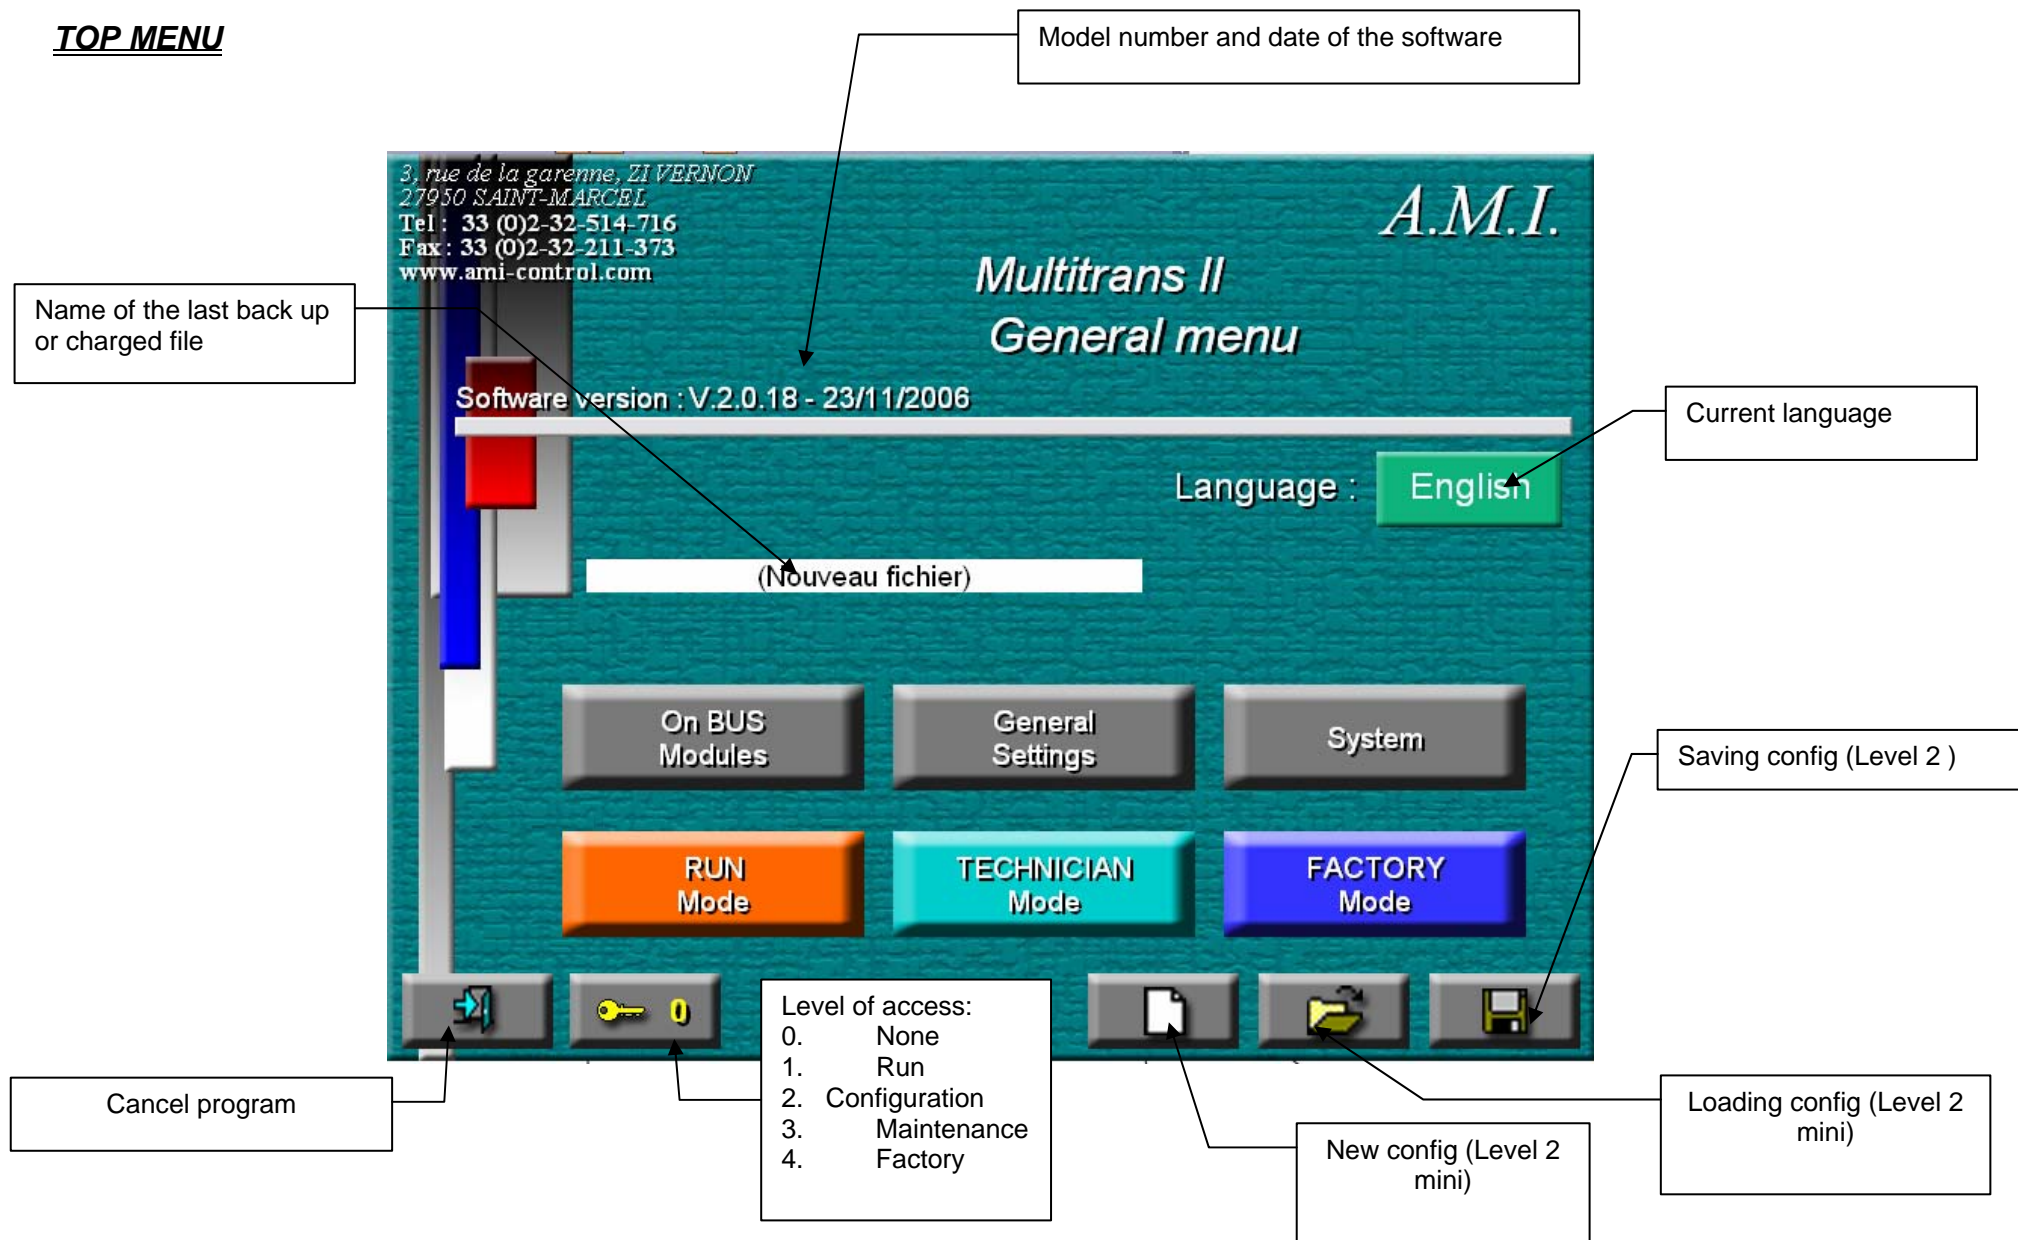 TOP MENU
Model number and date of the software
3, rue de la garenne, ZI VERNON
27950 SAINT-MARCEL
Tel : 33 (0)2-32-514-716
Fax : 33 (0)2-32-211-373
www.ami-control.com
A.M.I.
Multitrans II
General menu
Name of the last back up
or charged file
Software version : V.2.0.18 - 23/11/2006
Current language
Language :
English
(Nouveau fichier)
On BUS
Modules
General
Settings
System
Saving config (Level 2 )
RUN
Mode
TECHNICIAN
Mode
FACTORY
Mode
0
Level of access:
0. None
1. Run
2. Configuration
3. Maintenance
4. Factory
Cancel program
New config (Level 2
mini)
Loading config (Level 2
mini)